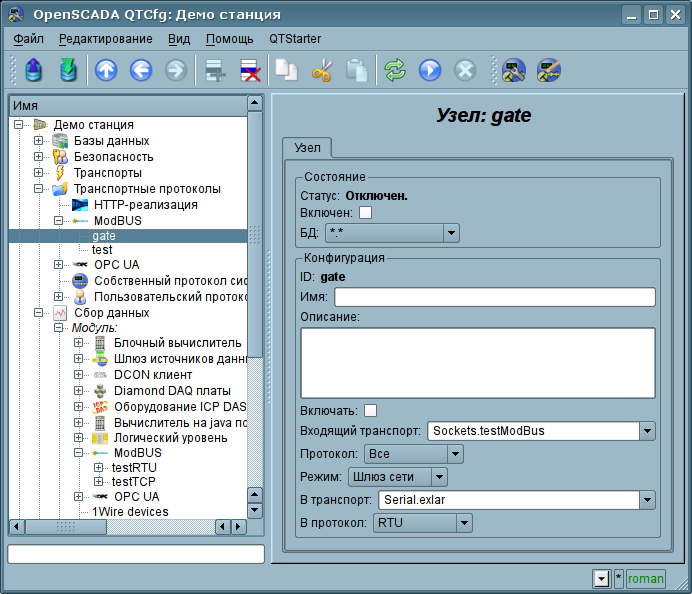 OpenSCADA QTCfg: Демо станция
Файл Редактирование Вид Помощь QTStarter
Имя
Демо станция
Базы данных
Безопасность
Транспорты
Транспортные протоколы
HTTP-реализация
ModBUS
gate
test
OPC UA
Собственный протокол сис
Пользовательский проток
Сбор данных
Модуль:
Блочный вычислитель
Шлюз источников данн
DCON клиент
Diamond DAQ платы
Оборудование ICP DAS
Вычислитель на java по
Логический уровень
ModBUS
testRTU
testTCP
OPC UA
1Wire devices
Узел: gate
Узел
Состояние
Статус: Отключен.
Включен:
БД: *.*
Конфигурация
ID: gate
Имя:
Описание:
Включать:
Входящий транспорт: Sockets.testModBus
Протокол: Все
Режим: Шлюз сети
В транспорт: Serial.exlar
В протокол: RTU
* roman